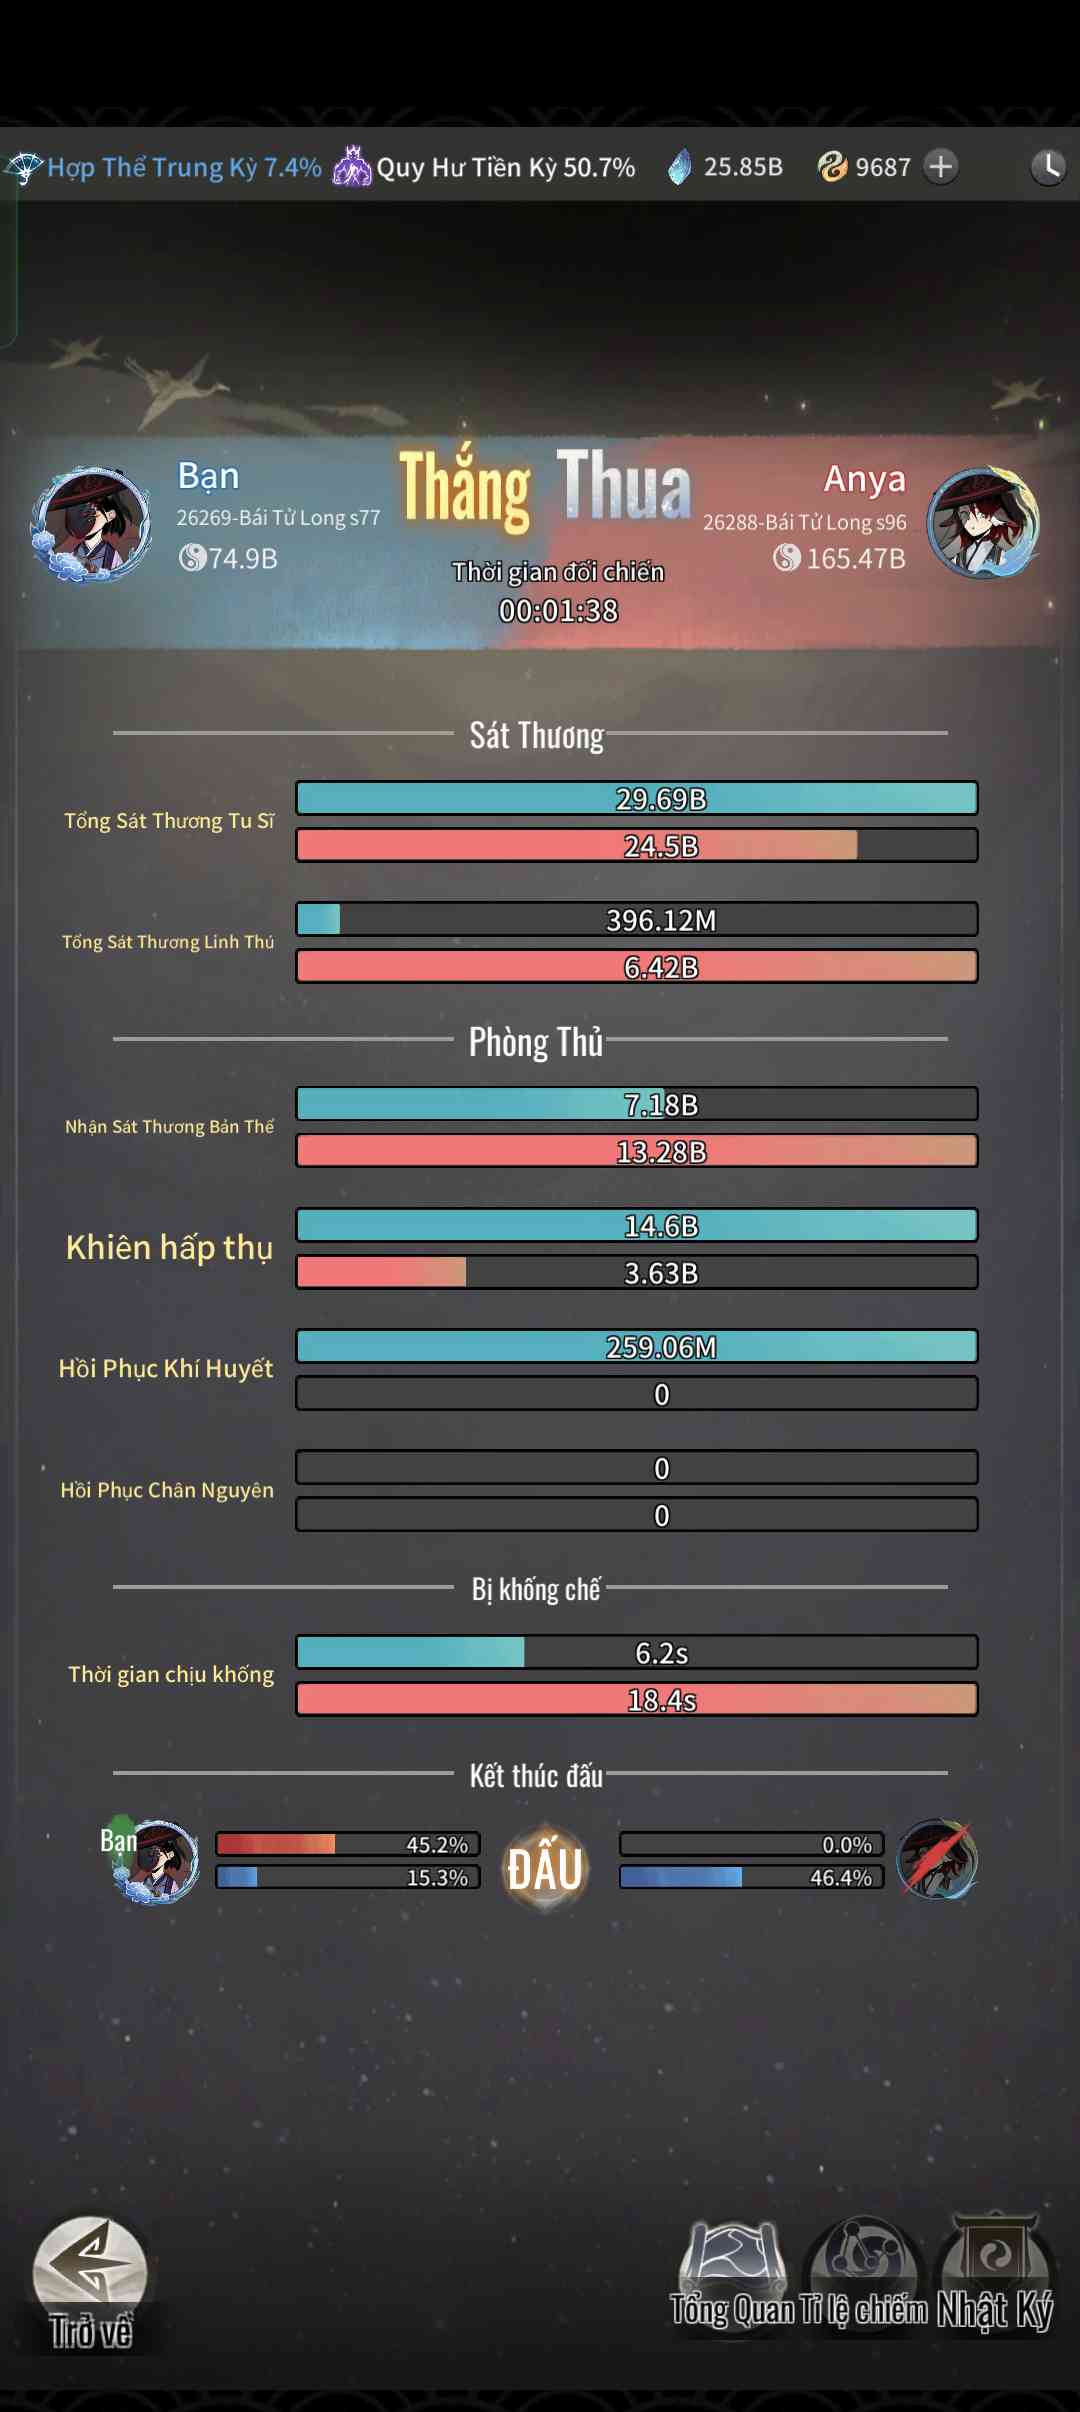 Hợp Thể Trung Kỳ 7.4% Quy Hư Tiền Kỳ 50.7% 25.85B 9687
Bạn
26269-Bái Tử Long s77
74.9B
Thắng Thua
Thời gian đối chiến
00:01:38
Anya
26288-Bái Tử Long s96
165.47B
Sát Thương
Tổng Sát Thương Tu Sĩ
29.69B
24.5B
Tổng Sát Thương Linh Thú
396.12M
6.42B
Phòng Thủ
Nhận Sát Thương Bản Thể
7.18B
13.28B
Khiên hấp thụ
14.6B
3.63B
Hồi Phục Khí Huyết
259.06M
0
Hồi Phục Chân Nguyên
0
0
Bị khống chế
Thời gian chịu khống
6.2s
18.4s
Kết thúc đấu
Bạn
45.2%
15.3%
ĐẤU
0.0%
46.4%
Trở về
Tổng Quan
Tỉ lệ chiếm
Nhật Ký